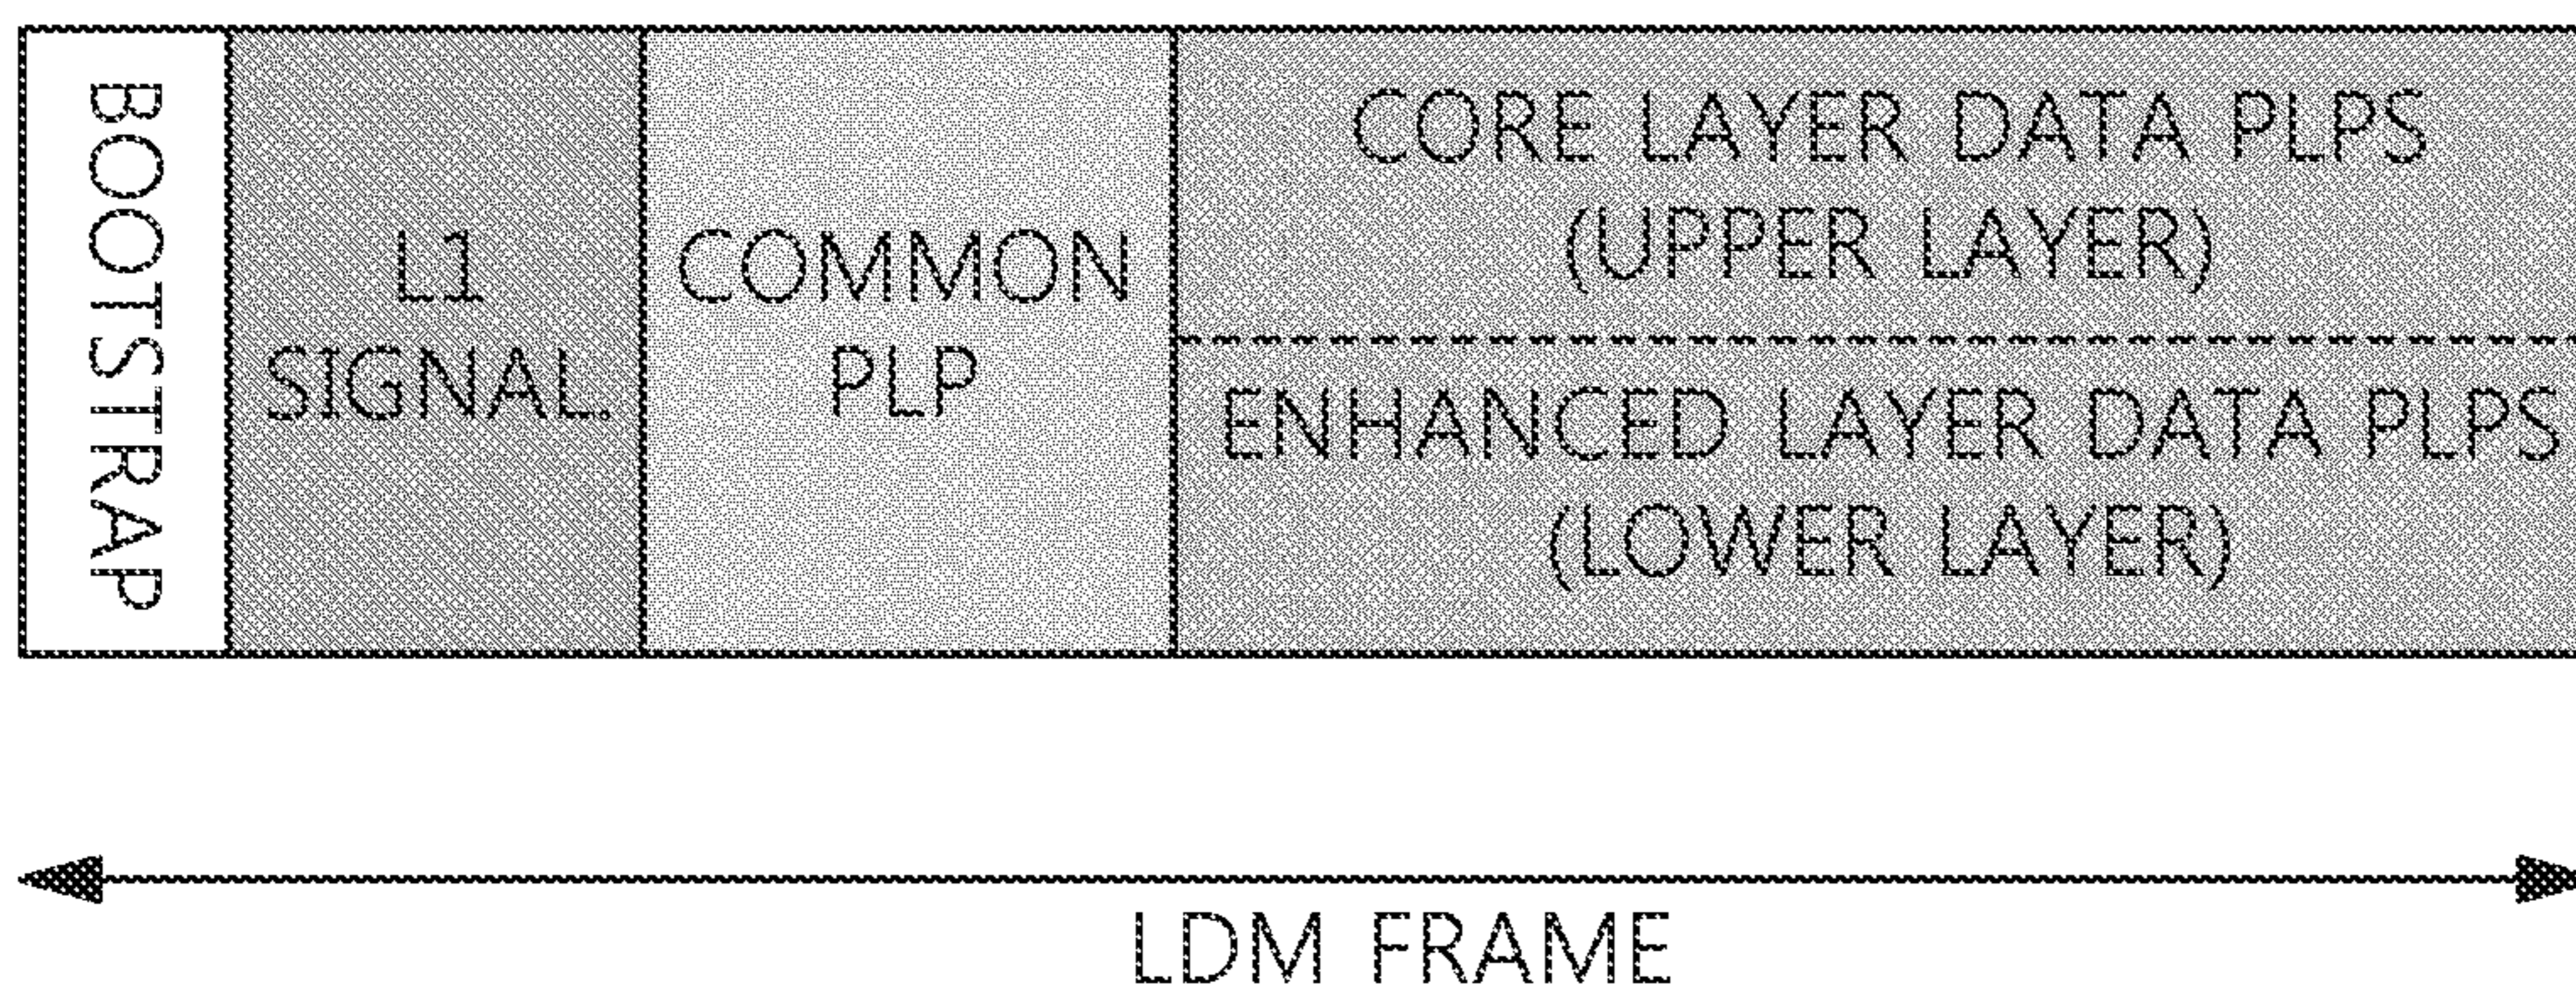 BOOTSTRAP
L1
SIGNAL.
COMMON
PLP
CORE LAYER DATA PLPS
(UPPER LAYER)
ENHANCED LAYER DATA PLPS
(LOWER LAYER)
LDM FRAME